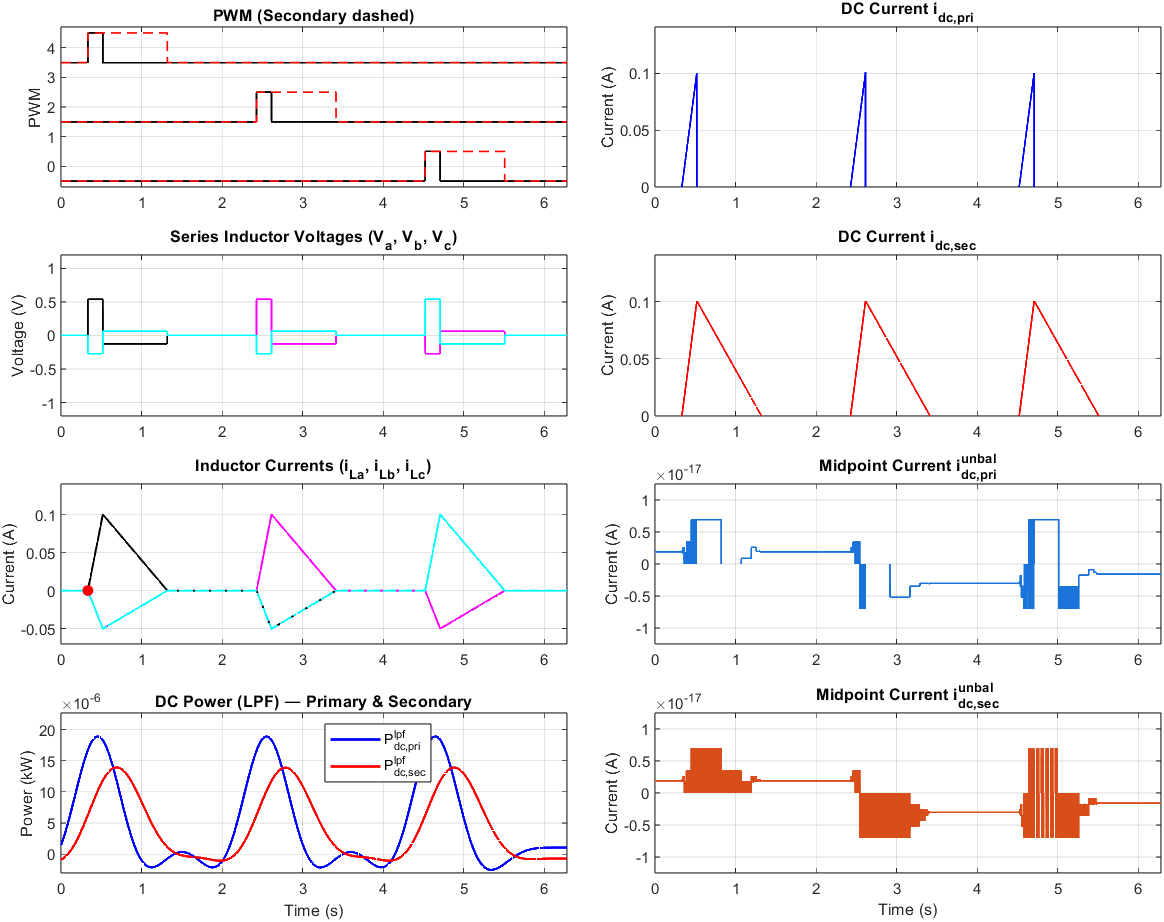 PWM (Secondary dashed)
PWM
4
3
2
1
0
0 1 2 3 4 5 6
DC Current i_dc,pri
Current (A)
0.1
0.05
0
0 1 2 3 4 5 6
Series Inductor Voltages (V_a, V_b, V_c)
Voltage (V)
1
0.5
0
-0.5
-1
0 1 2 3 4 5 6
DC Current i_dc,sec
Current (A)
0.1
0.05
0
0 1 2 3 4 5 6
Inductor Currents (i_La, i_Lb, i_Lc)
Current (A)
0.1
0.05
0
-0.05
0 1 2 3 4 5 6
Midpoint Current i^unbal_dc,pri
×10^-17
Current (A)
1
0.5
0
-0.5
-1
0 1 2 3 4 5 6
DC Power (LPF) — Primary & Secondary
×10^-6
Power (kW)
20
15
10
5
0
P^lpf_dc,pri
P^lpf_dc,sec
0 1 2 3 4 5 6
Time (s)
Midpoint Current i^unbal_dc,sec
×10^-17
Current (A)
1
0.5
0
-0.5
-1
0 1 2 3 4 5 6
Time (s)